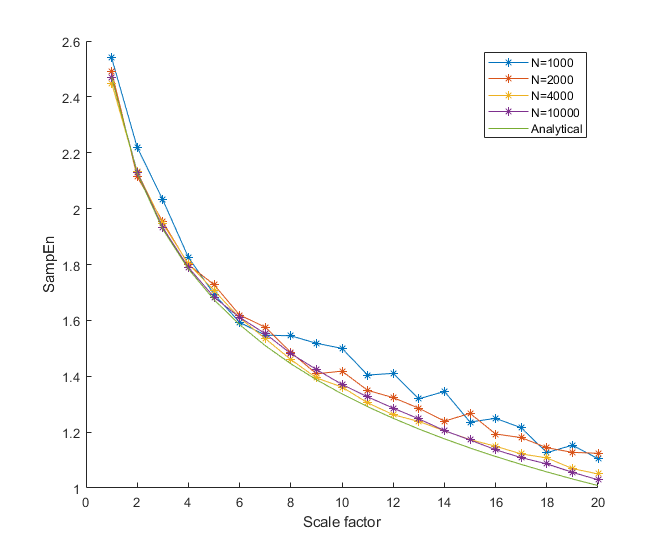 2.6
2.4
2.2
2
1.8
1.6
1.4
1.2
1
SampEn
0 2 4 6 8 10 12 14 16 18 20
Scale factor
N=1000
N=2000
N=4000
N=10000
Analytical